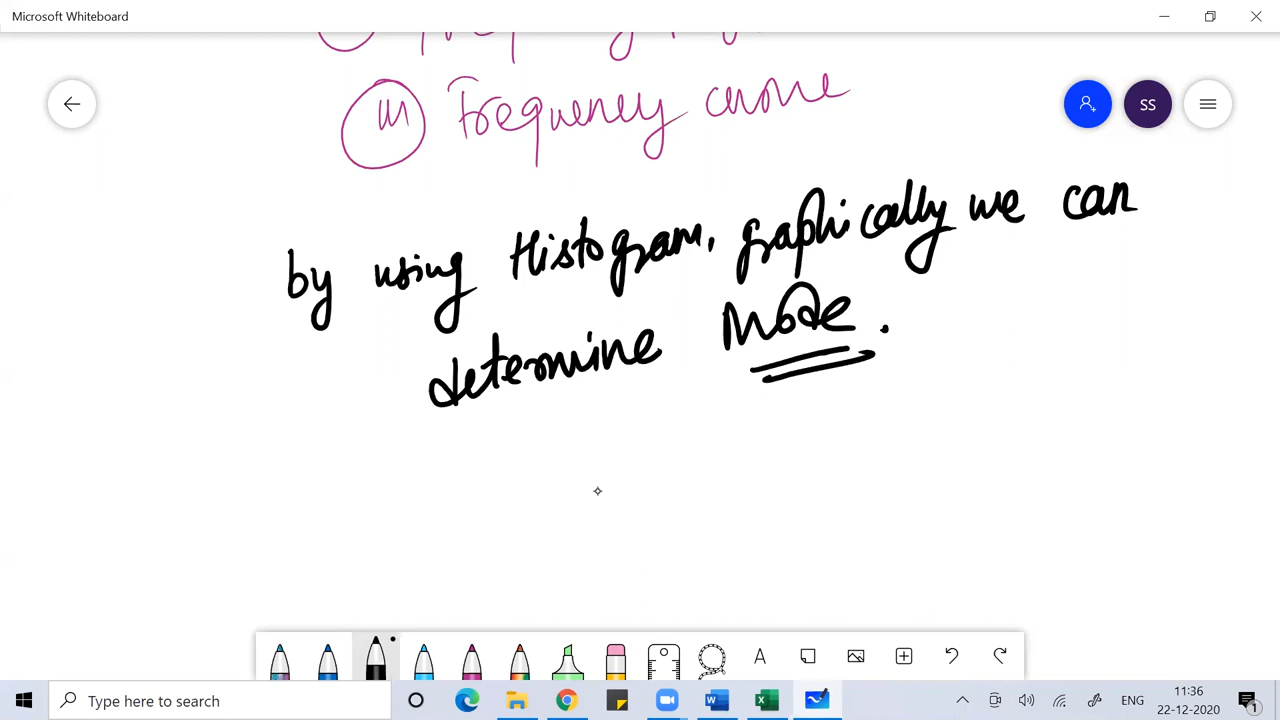 Microsoft Whiteboard
SS
III Frequency curve
by using Histogram, graphically we can
determine Mode.
Type here to search
ENG
11:36
22-12-2020
1